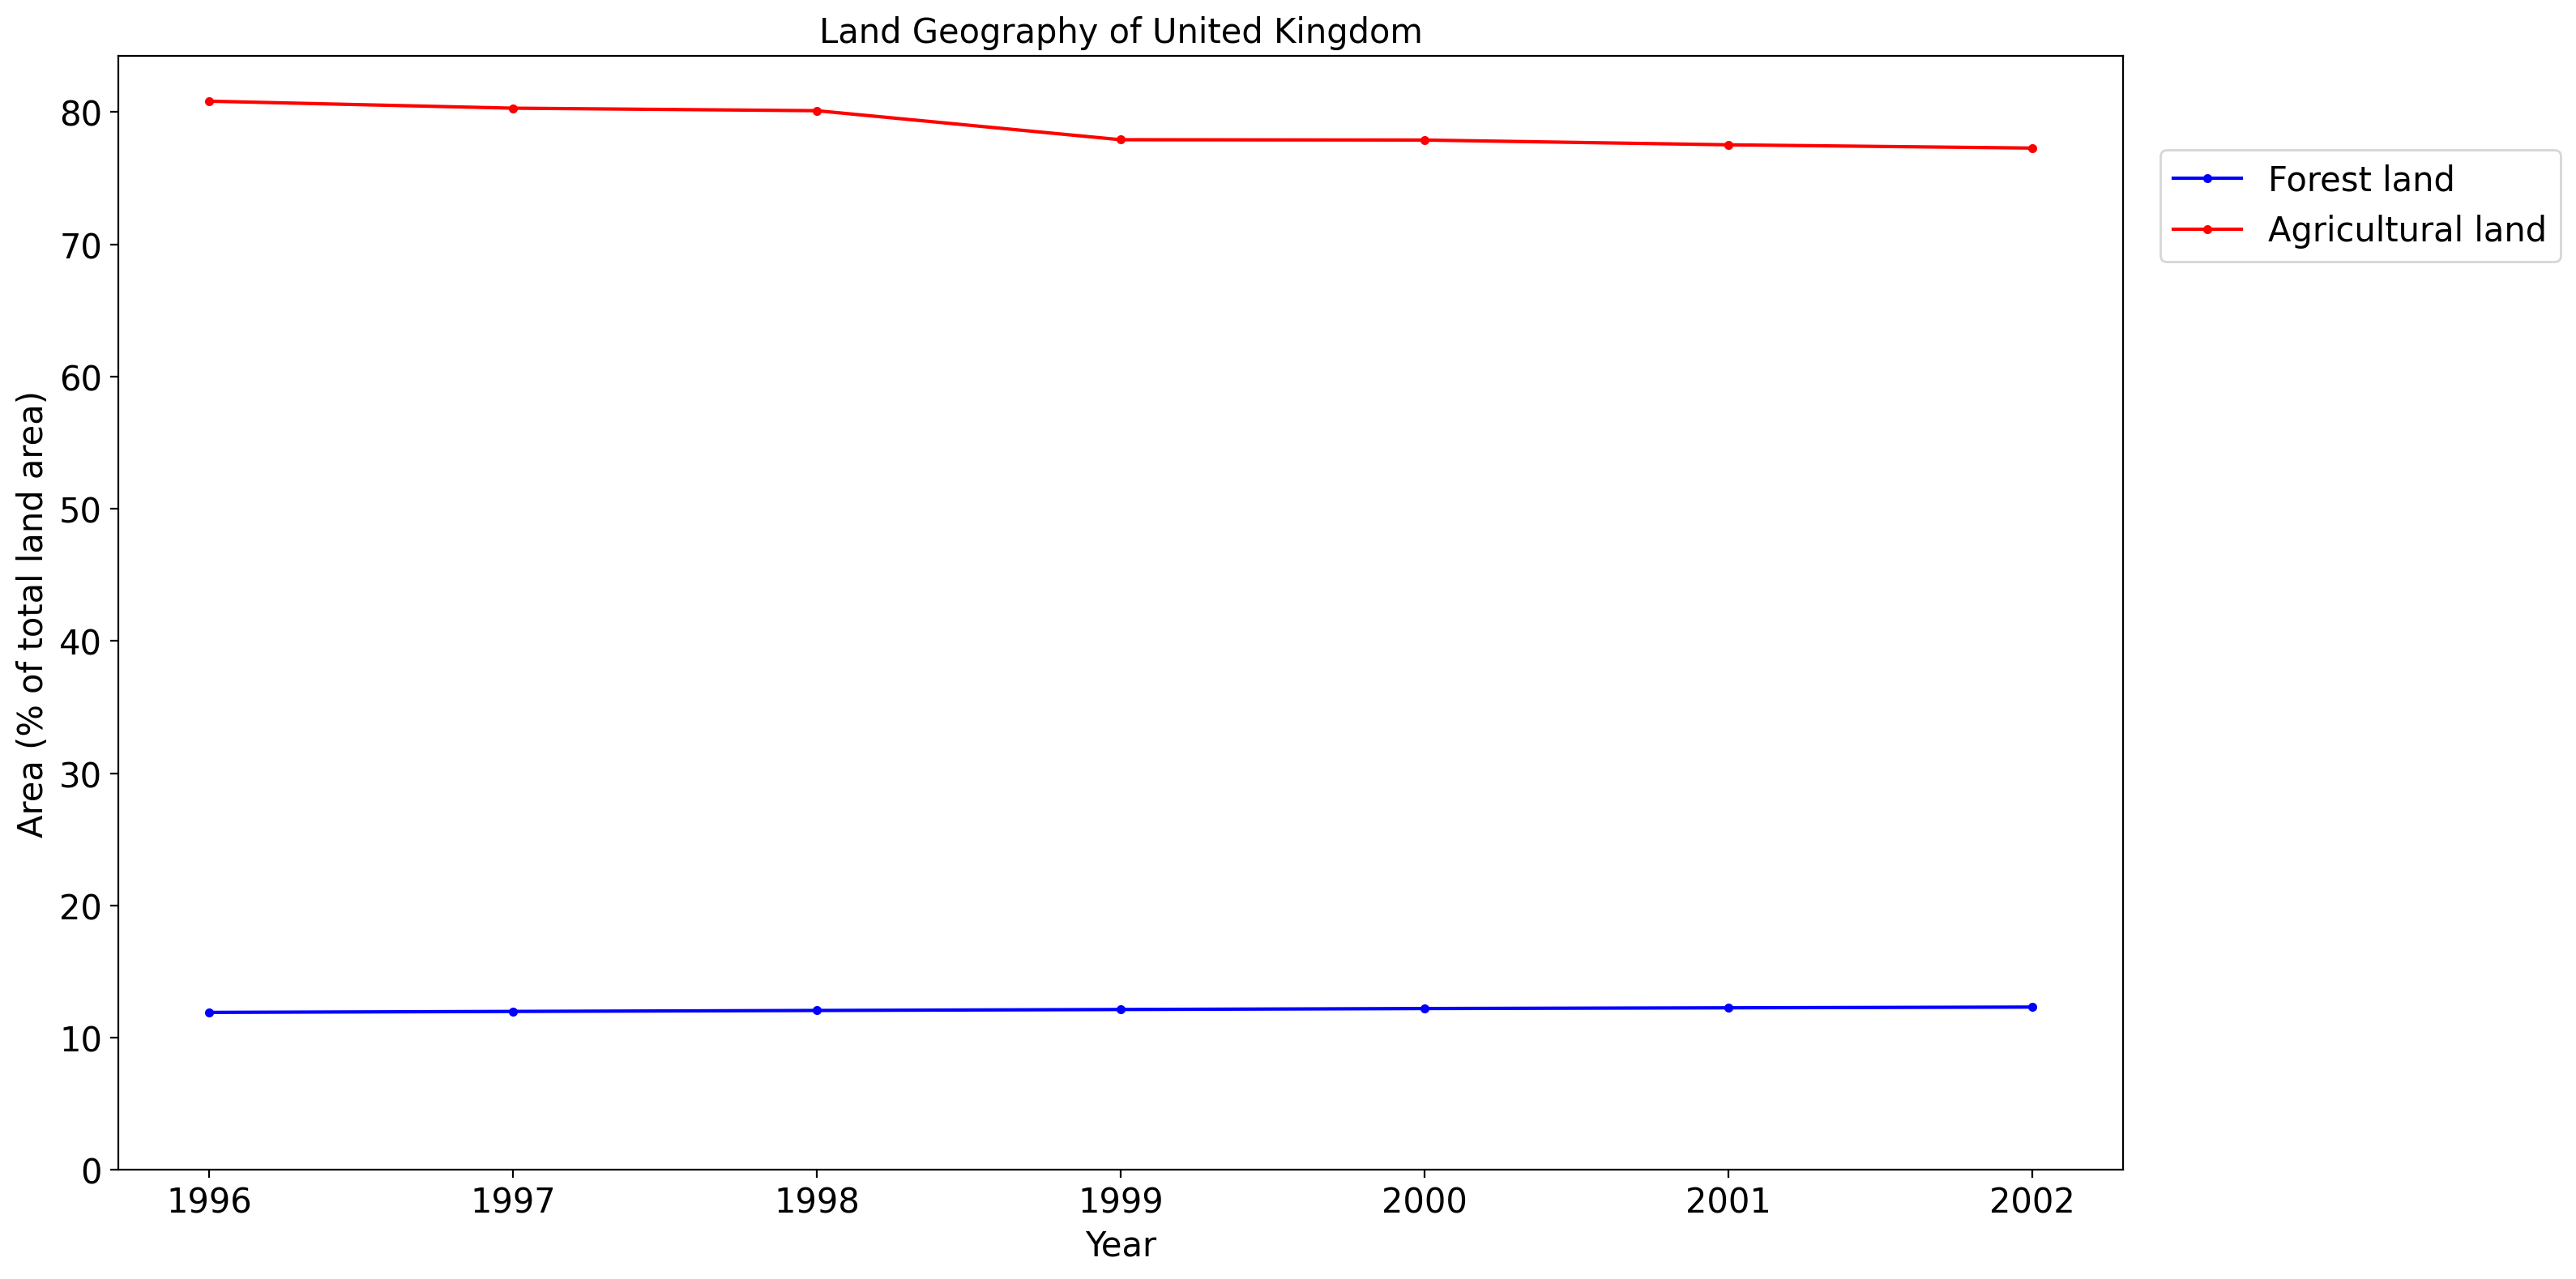 Land Geography of United Kingdom
Area (% of total land area)
80
70
60
50
40
30
20
10
0
1996 1997 1998 1999 2000 2001 2002
Year
Forest land
Agricultural land